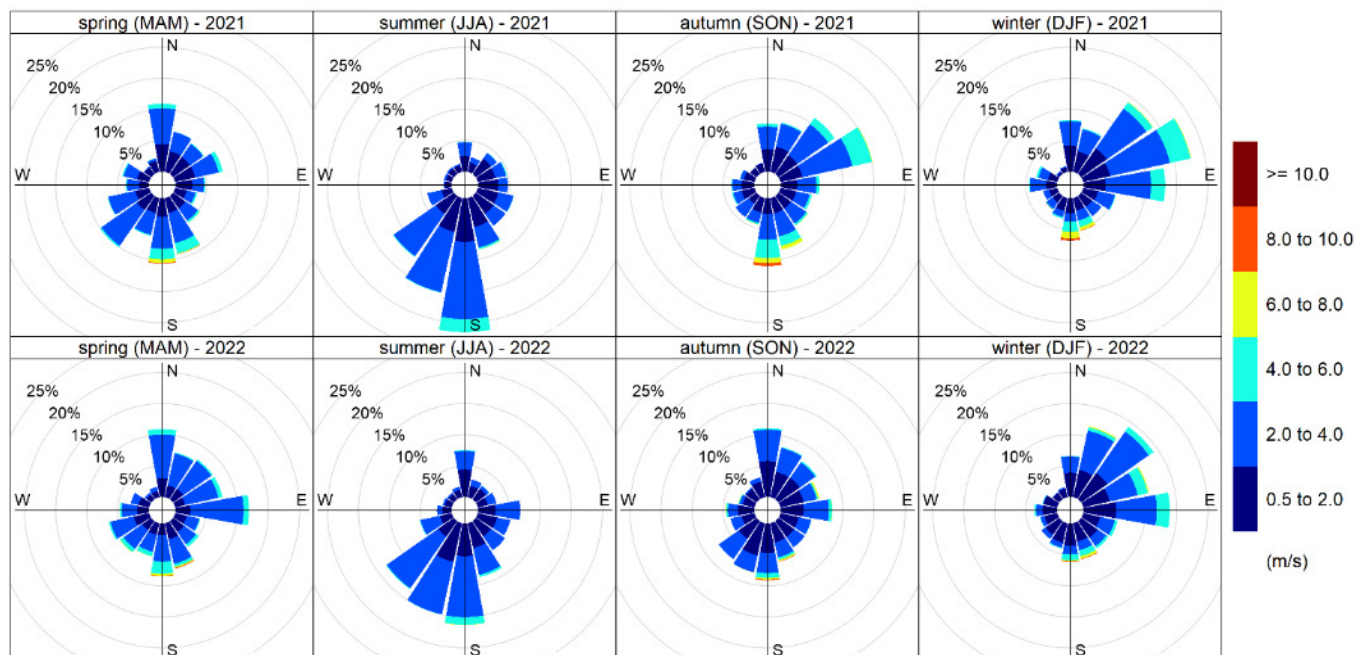 spring (MAM) - 2021
summer (JJA) - 2021
autumn (SON) - 2021
winter (DJF) - 2021
N
25%
20%
15%
10%
5%
W
E
S
N
25%
20%
15%
10%
5%
W
E
S
N
25%
20%
15%
10%
5%
W
E
S
N
25%
20%
15%
10%
5%
W
E
S
spring (MAM) - 2022
summer (JJA) - 2022
autumn (SON) - 2022
winter (DJF) - 2022
N
25%
20%
15%
10%
5%
W
E
S
N
25%
20%
15%
10%
5%
W
E
S
N
25%
20%
15%
10%
5%
W
E
S
N
25%
20%
15%
10%
5%
W
E
S
>= 10.0
8.0 to 10.0
6.0 to 8.0
4.0 to 6.0
2.0 to 4.0
0.5 to 2.0
(m/s)